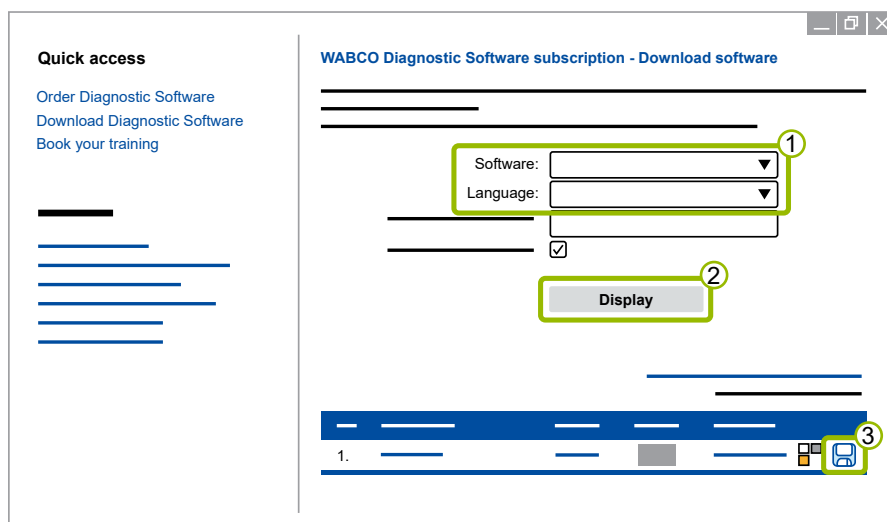 Quick access
Order Diagnostic Software
Download Diagnostic Software
Book your training
WABCO Diagnostic Software subscription - Download software
1
Software:
Language:
2
Display
3
1.